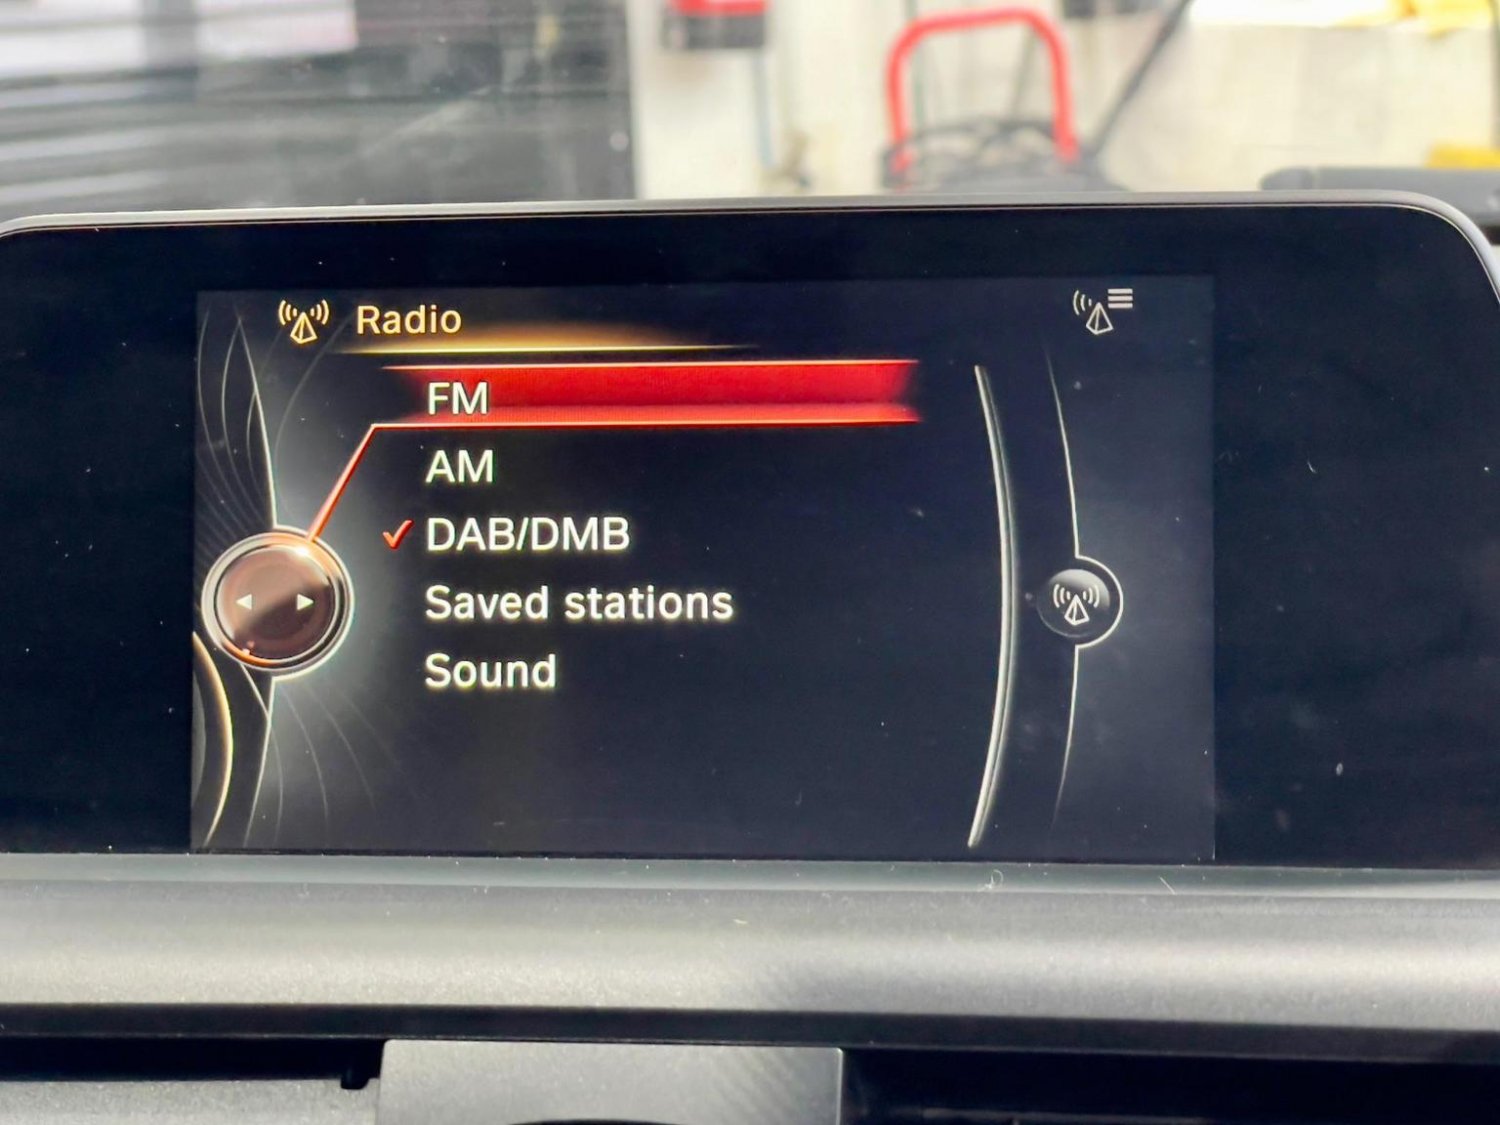 Radio
FM
AM
DAB/DMB
Saved stations
Sound